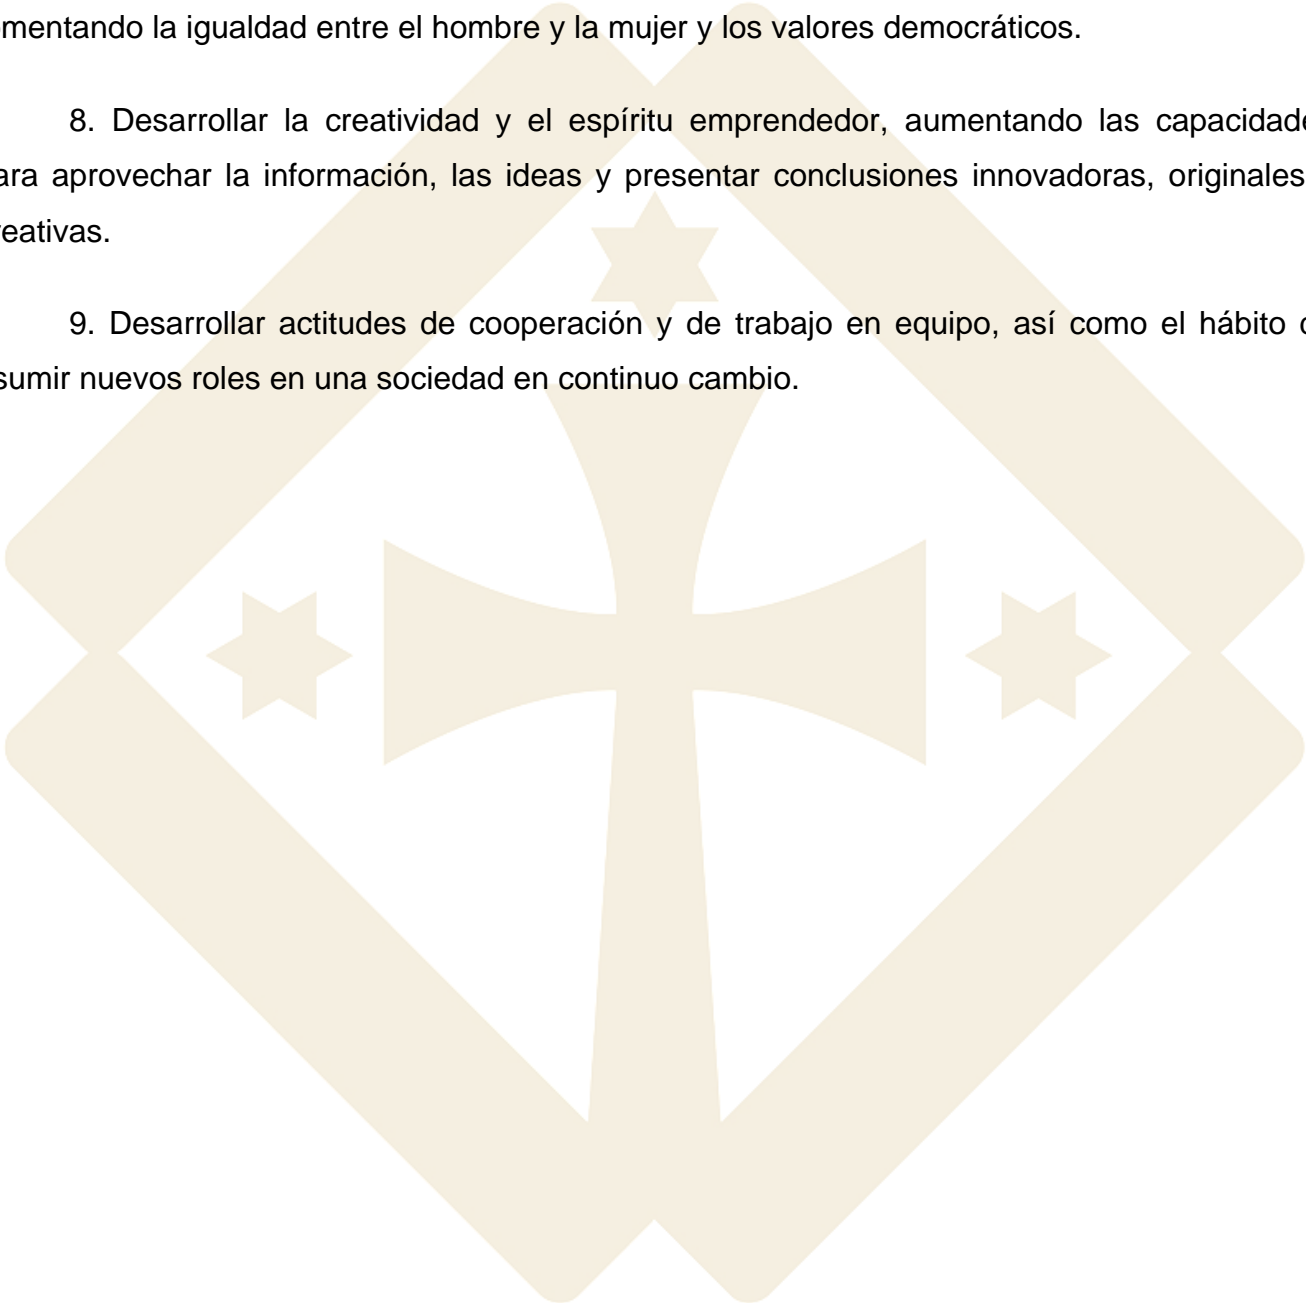 omentando la igualdad entre el hombre y la mujer y los valores democráticos.
8. Desarrollar la creatividad y el espíritu emprendedor, aumentando las capacidade
ara aprovechar la información, las ideas y presentar conclusiones innovadoras, originales
reativas.
9. Desarrollar actitudes de cooperación y de trabajo en equipo, así como el hábito
sumir nuevos roles en una sociedad en continuo cambio.